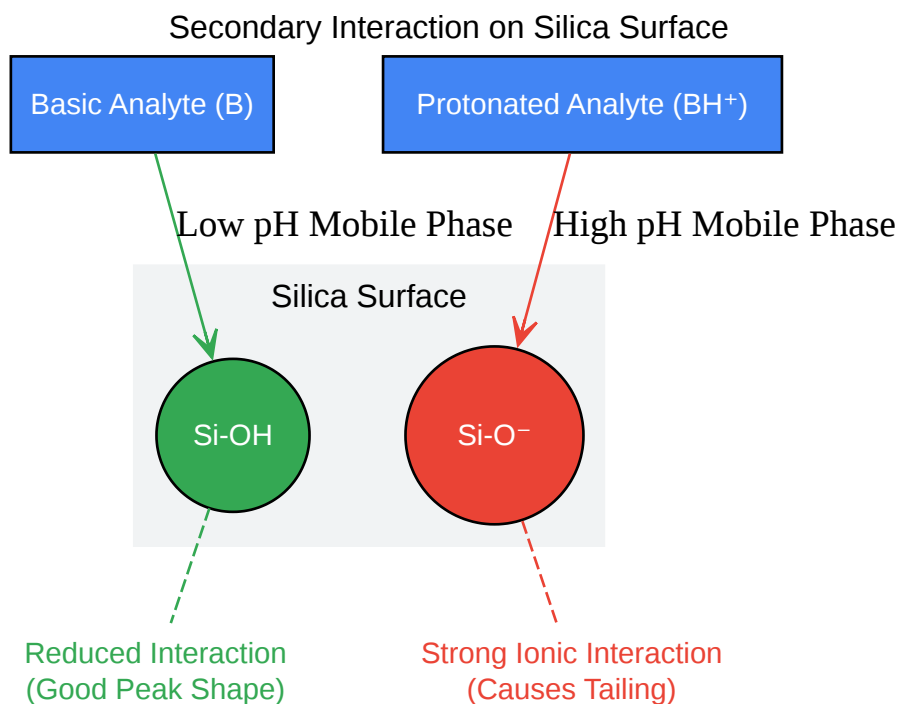 Secondary Interaction on Silica Surface
Basic Analyte (B)
Protonated Analyte (BH⁺)
Low pH Mobile Phase
High pH Mobile Phase
Silica Surface
Si-OH
Si-O⁻
Reduced Interaction
(Good Peak Shape)
Strong Ionic Interaction
(Causes Tailing)